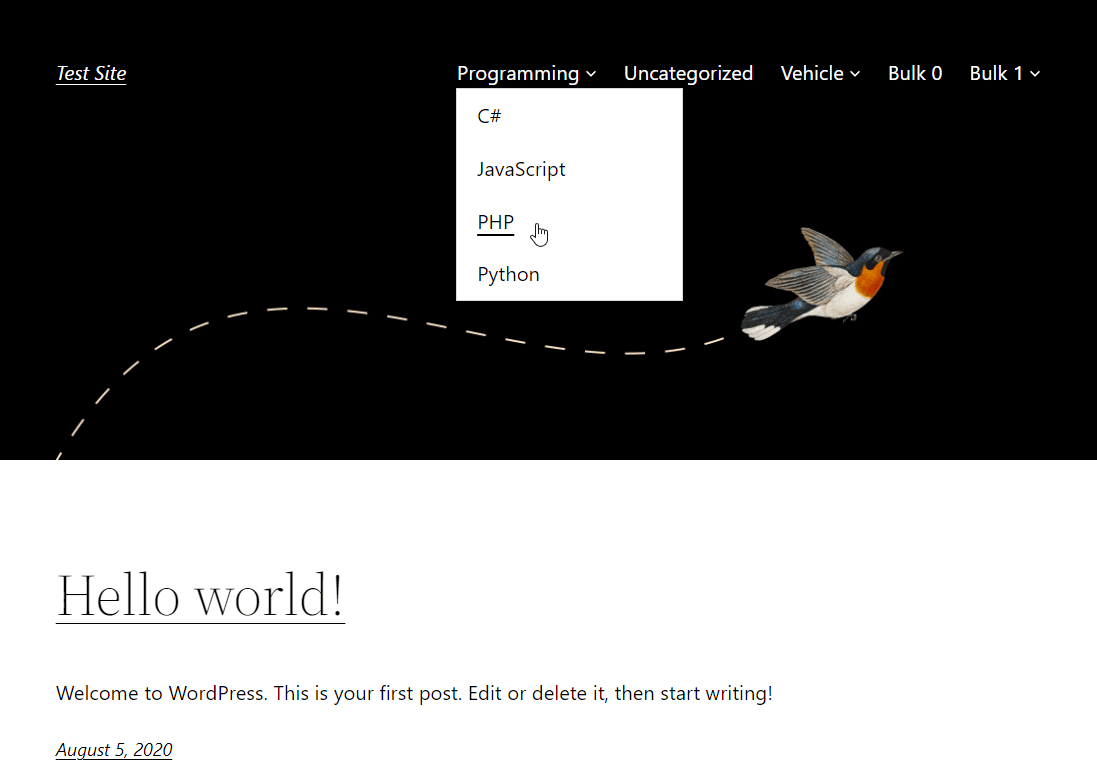 Test Site Programming Uncategorized Vehicle Bulk 0 Bulk 1
C#
JavaScript
PHP
Python
Hello world!
Welcome to WordPress. This is your first post. Edit or delete it, then start writing!
August 5, 2020